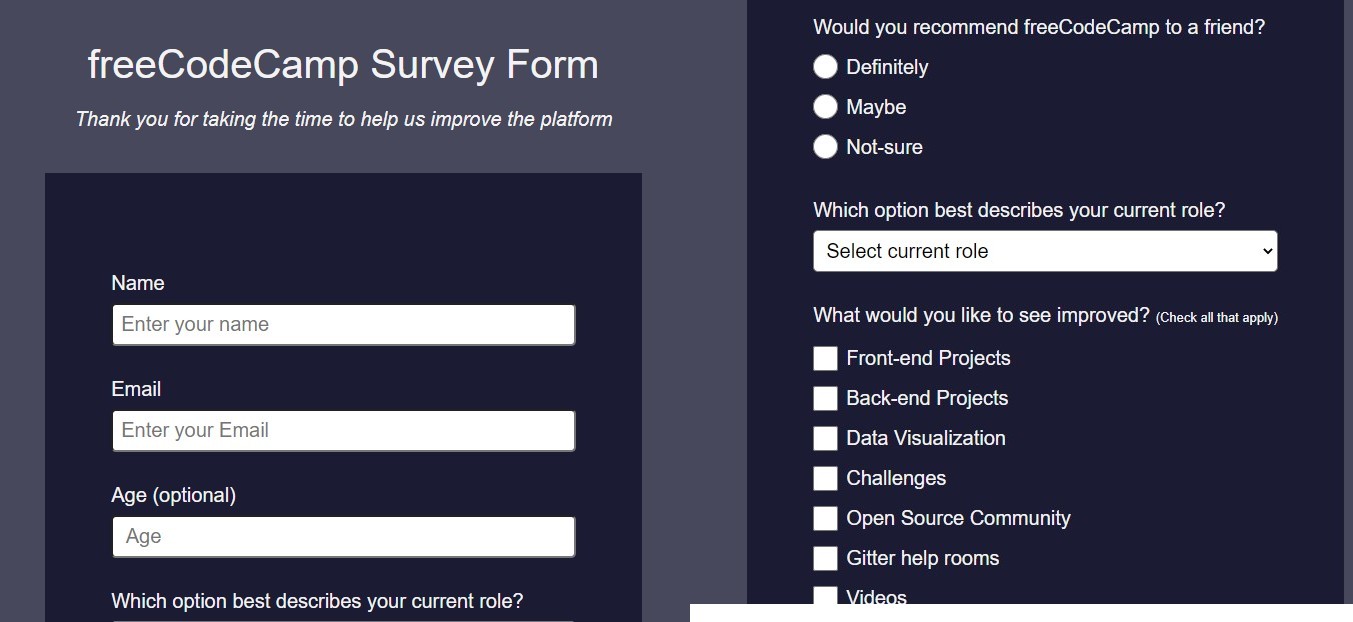 freeCodeCamp Survey Form
Thank you for taking the time to help us improve the platform
Name
Enter your name
Email
Enter your Email
Age (optional)
Age
Which option best describes your current role?
Would you recommend freeCodeCamp to a friend?
Definitely
Maybe
Not-sure
Which option best describes your current role?
Select current role
What would you like to see improved? (Check all that apply)
Front-end Projects
Back-end Projects
Data Visualization
Challenges
Open Source Community
Gitter help rooms
Videos